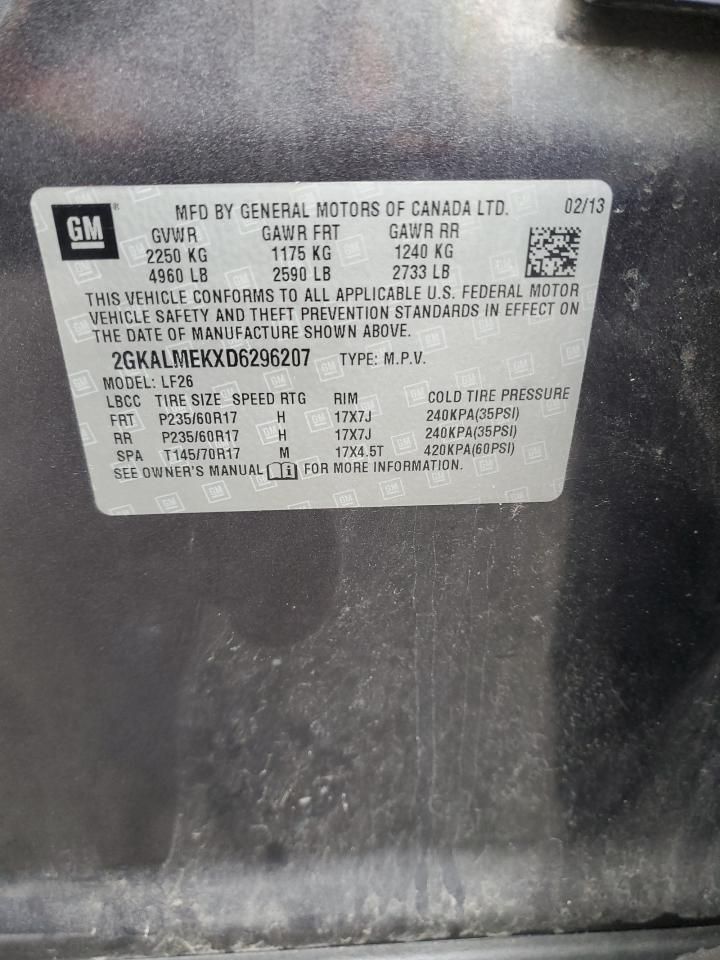 GM ®
MFD BY GENERAL MOTORS OF CANADA LTD. 02/13
GVWR GAWR FRT GAWR RR
2250 KG 1175 KG 1240 KG
4960 LB 2590 LB 2733 LB
THIS VEHICLE CONFORMS TO ALL APPLICABLE U.S. FEDERAL MOTOR
VEHICLE SAFETY AND THEFT PREVENTION STANDARDS IN EFFECT ON
THE DATE OF MANUFACTURE SHOWN ABOVE.
2GKALMEKXD6296207 TYPE: M.P.V.
MODEL: LF26
LBCC TIRE SIZE SPEED RTG RIM COLD TIRE PRESSURE
FRT P235/60R17 H 17X7J 240KPA(35PSI)
RR P235/60R17 H 17X7J 240KPA(35PSI)
SPA T145/70R17 M 17X4.5T 420KPA(60PSI)
SEE OWNER'S MANUAL i FOR MORE INFORMATION.